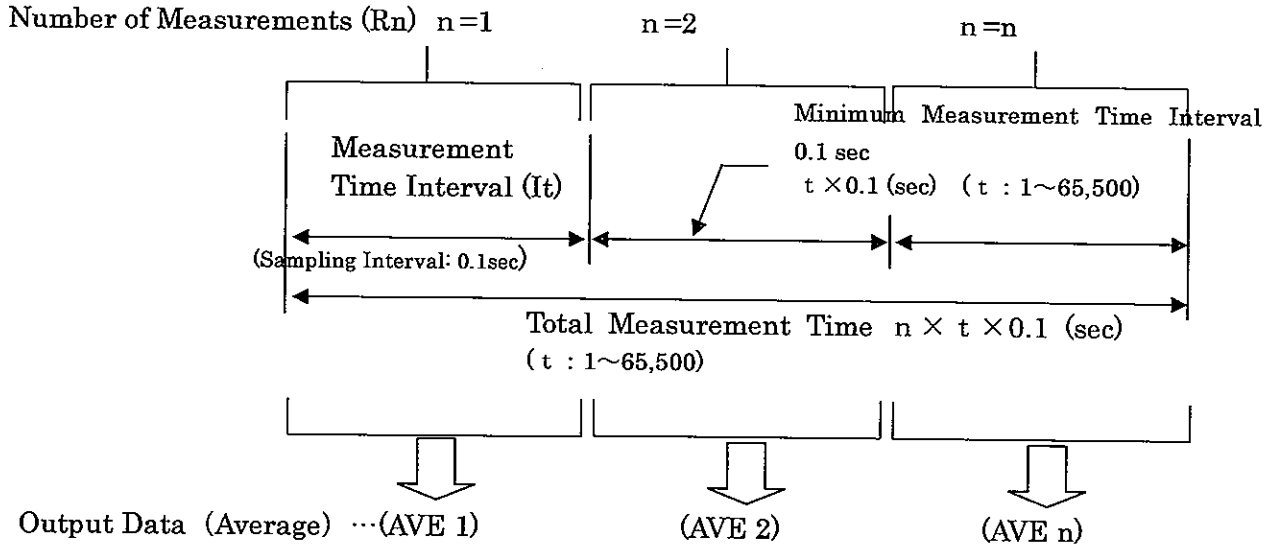 Number of Measurements (Rn) n=1 n=2 n=n
Minimum Measurement Time Interval
0.1 sec
t ×0.1 (sec) ( t : 1～65,500)
Measurement
Time Interval (It)
(Sampling Interval: 0.1sec)
Total Measurement Time n × t ×0.1 (sec)
( t : 1～65,500)
Output Data (Average) ⋯(AVE 1) (AVE 2) (AVE n)